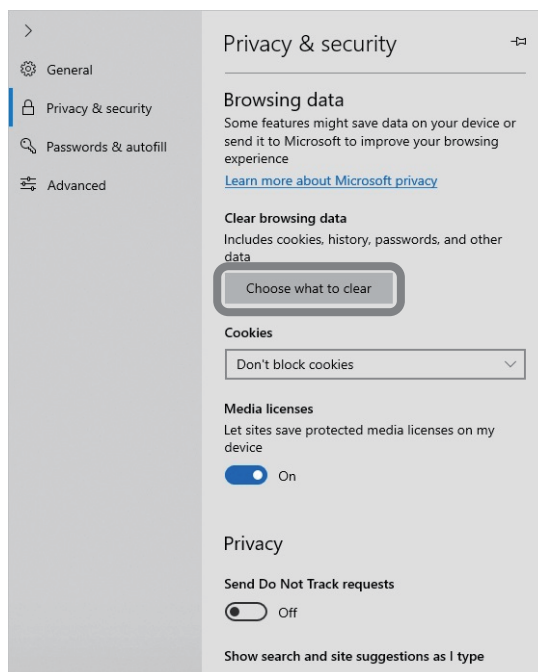 General
Privacy & security
Passwords & autofill
Advanced
Privacy & security
Browsing data
Some features might save data on your device or
send it to Microsoft to improve your browsing
experience
Learn more about Microsoft privacy
Clear browsing data
Includes cookies, history, passwords, and other
data
Choose what to clear
Cookies
Don't block cookies
Media licenses
Let sites save protected media licenses on my
device
On
Privacy
Send Do Not Track requests
Off
Show search and site suggestions as I type